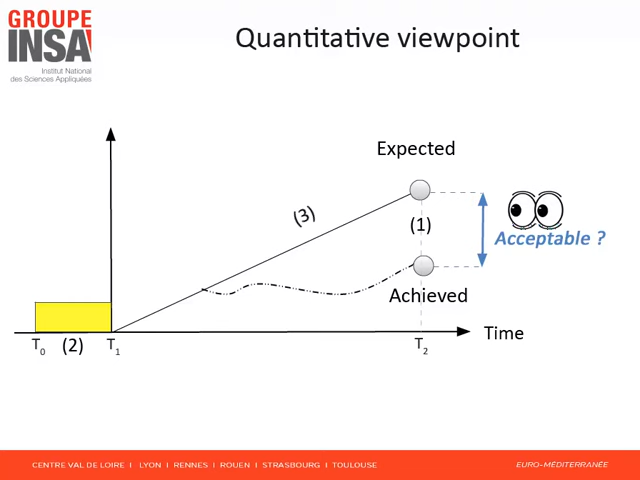 GROUPE
INSA
Institut National
des Sciences Appliquées
Quantitative viewpoint
Expected
(3)
(1)
Acceptable ?
Achieved
Time
T0 (2) T1 T2
CENTRE VAL DE LOIRE I LYON I RENNES I ROUEN I STRASBOURG I TOULOUSE
EURO-MÉDITERRANÉE